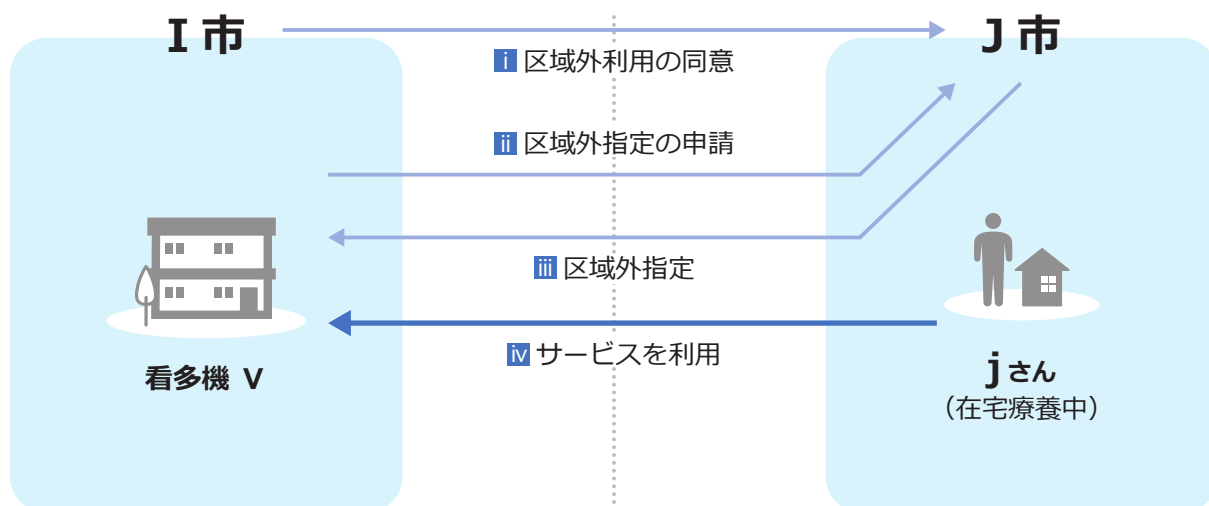 I 市
J 市
ⅰ 区域外利用の同意
ⅱ 区域外指定の申請
ⅲ 区域外指定
ⅳ サービスを利用
看多機 V
jさん
（在宅療養中）